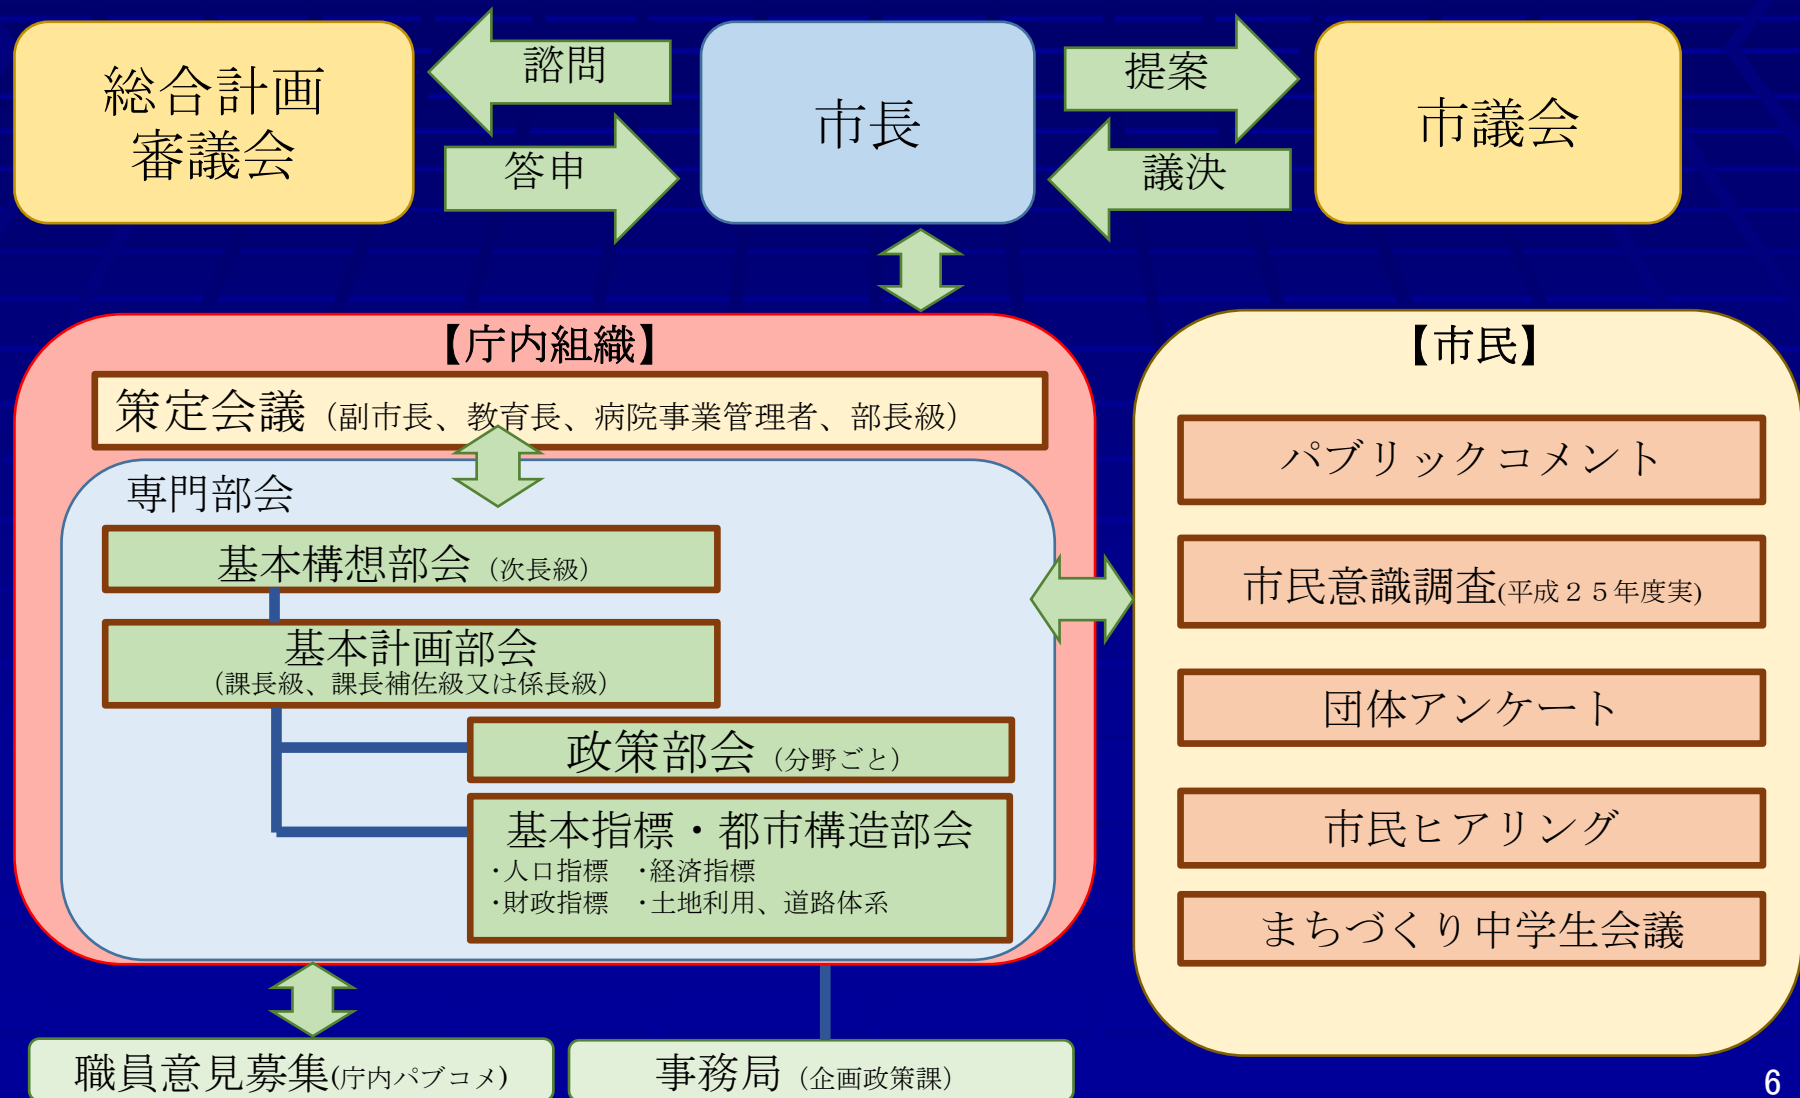 総合計画
審議会
諮問
答申
市長
提案
議決
市議会
【庁内組織】
策定会議（副市長、教育長、病院事業管理者、部長級）
専門部会
基本構想部会（次長級）
基本計画部会
（課長級、課長補佐級又は係長級）
政策部会（分野ごと）
基本指標・都市構造部会
・人口指標　・経済指標
・財政指標　・土地利用、道路体系
【市民】
パブリックコメント
市民意識調査(平成２５年度実)
団体アンケート
市民ヒアリング
まちづくり中学生会議
職員意見募集(庁内パブコメ)
事務局（企画政策課）
6